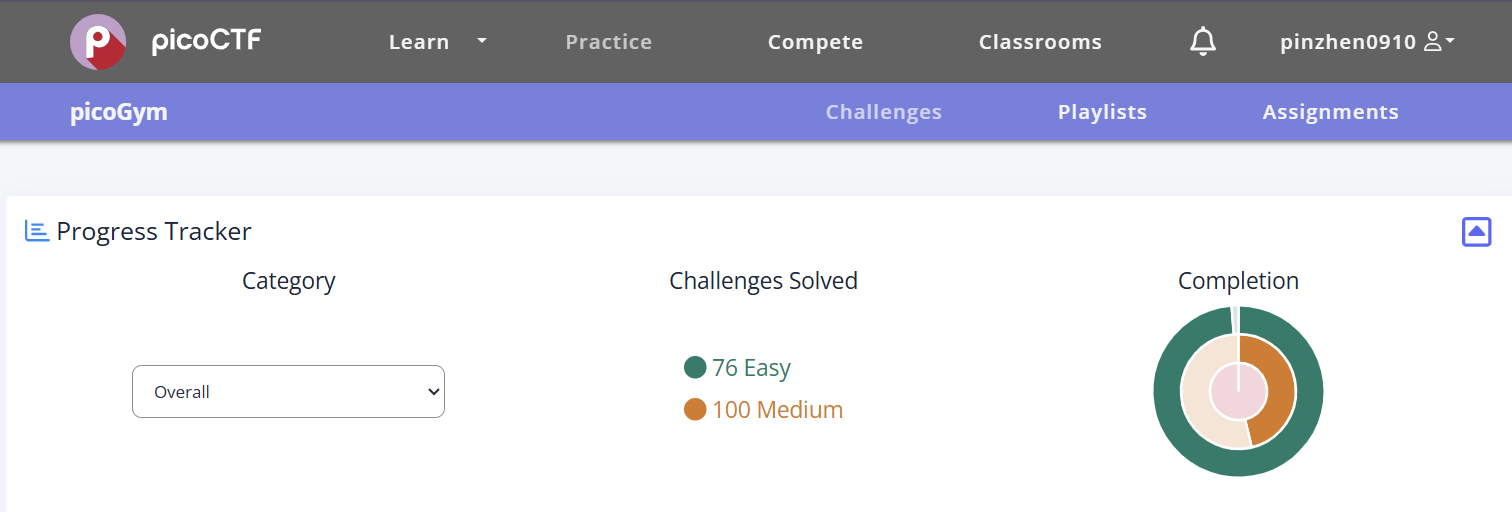 picoCTF Learn Practice Compete Classrooms pinzhen0910
picoGym Challenges Playlists Assignments
Progress Tracker
Category Challenges Solved Completion
76 Easy
Overall
100 Medium